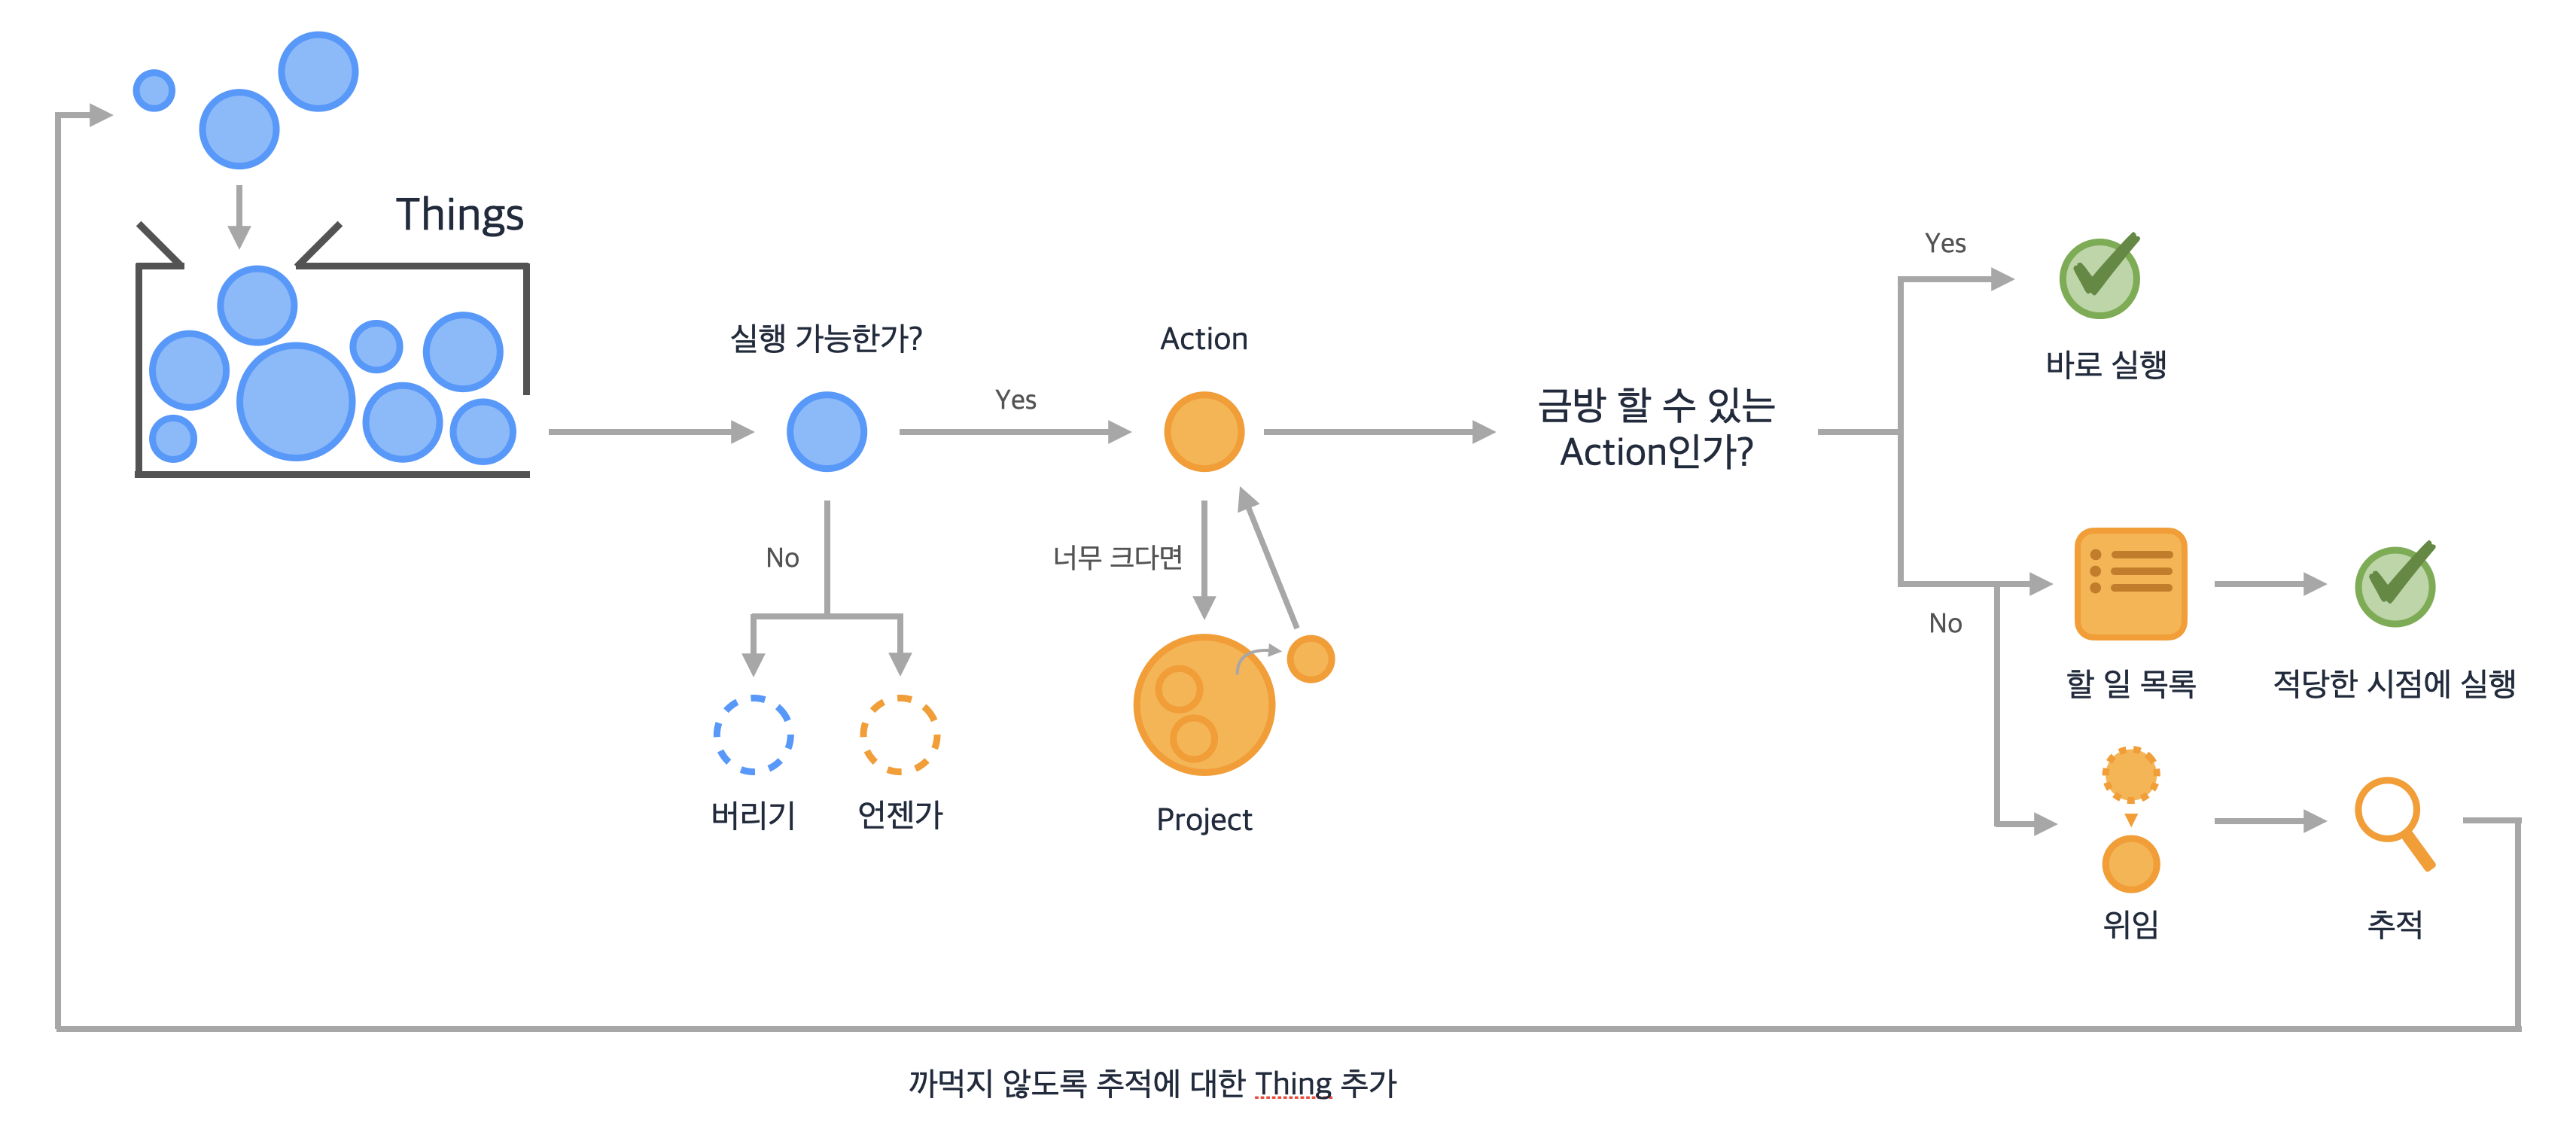 Things
실행 가능한가?
Yes
No
버리기
언젠가
Action
너무 크다면
Project
금방 할 수 있는
Action인가?
Yes
바로 실행
No
할 일 목록
적당한 시점에 실행
위임
추적
까먹지 않도록 추적에 대한 Thing 추가